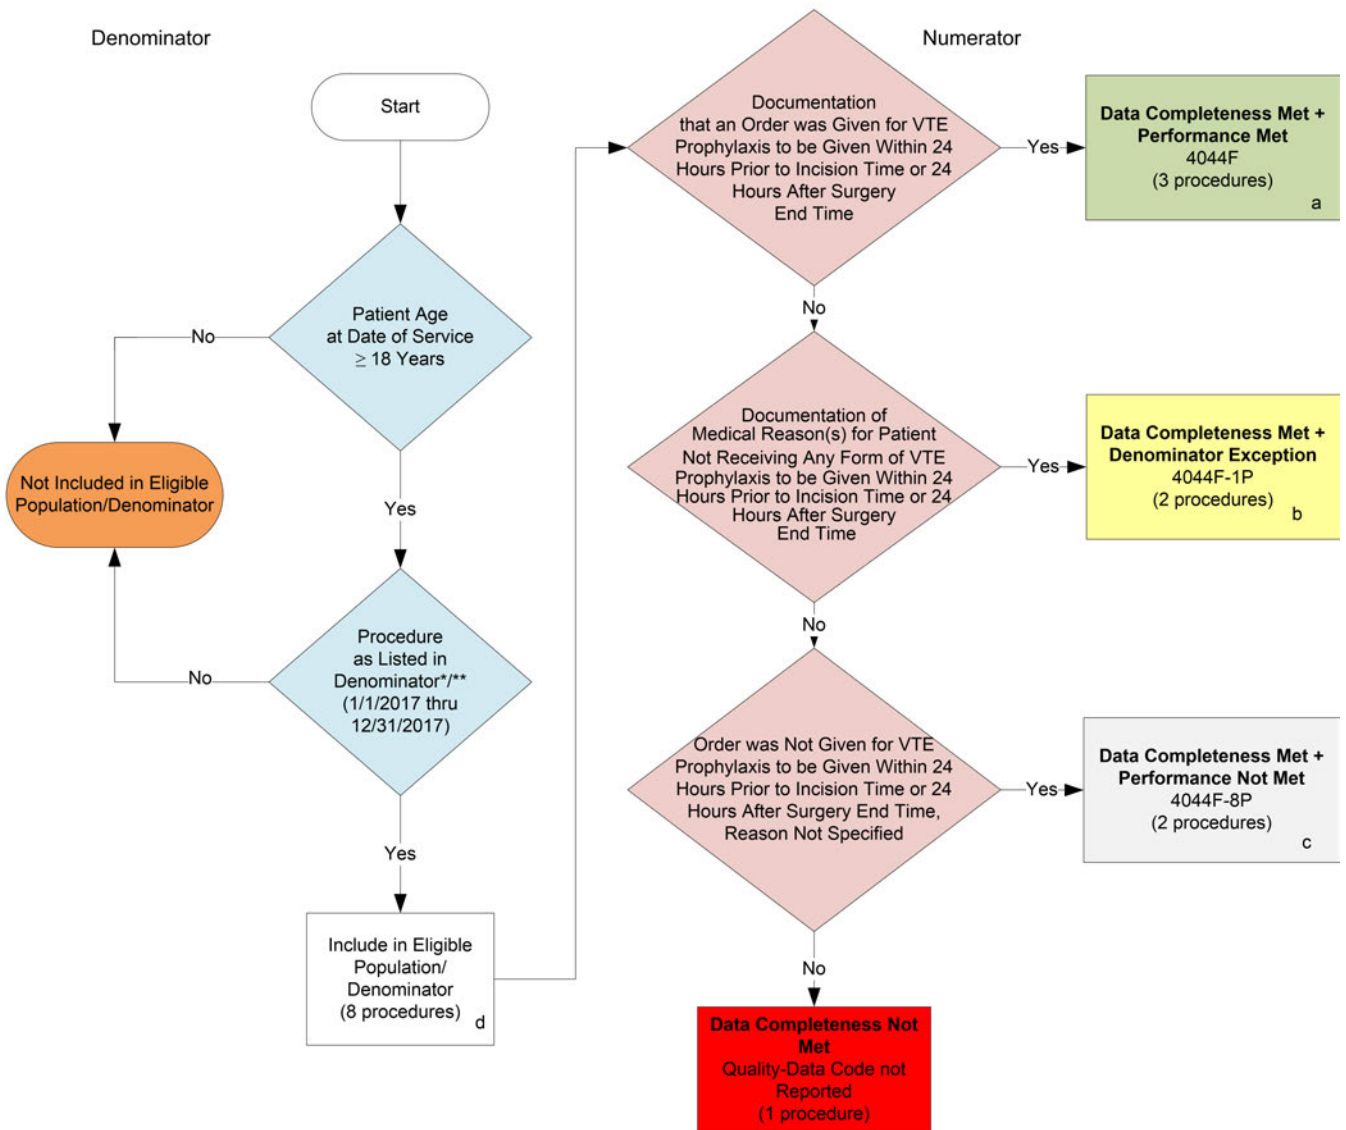 Denominator
Numerator
Start
Patient Age
at Date of Service
≥ 18 Years
No
Yes
Not Included in Eligible
Population/Denominator
Procedure
as Listed in
Denominator*/**
(1/1/2017 thru
12/31/2017)
No
Yes
Include in Eligible
Population/
Denominator
(8 procedures)
d
Documentation
that an Order was Given for VTE
Prophylaxis to be Given Within 24
Hours Prior to Incision Time or 24
Hours After Surgery
End Time
Yes
Data Completeness Met +
Performance Met
4044F
(3 procedures)
a
No
Documentation of
Medical Reason(s) for Patient
Not Receiving Any Form of VTE
Prophylaxis to be Given Within 24
Hours Prior to Incision Time or 24
Hours After Surgery
End Time
Yes
Data Completeness Met +
Denominator Exception
4044F-1P
(2 procedures)
b
No
Order was Not Given for VTE
Prophylaxis to be Given Within 24
Hours Prior to Incision Time or 24
Hours After Surgery End Time,
Reason Not Specified
Yes
Data Completeness Met +
Performance Not Met
4044F-8P
(2 procedures)
c
No
Data Completeness Not
Met
Quality-Data Code not
Reported
(1 procedure)